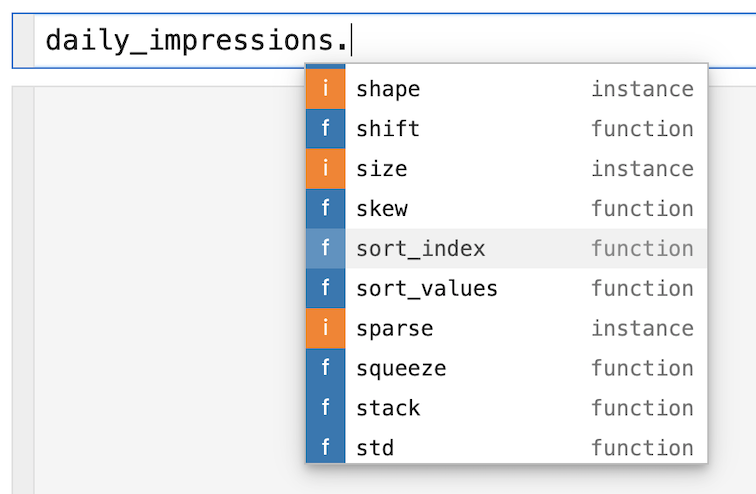 daily_impressions.
i shape instance
f shift function
i size instance
f skew function
f sort_index function
f sort_values function
i sparse instance
f squeeze function
f stack function
f std function